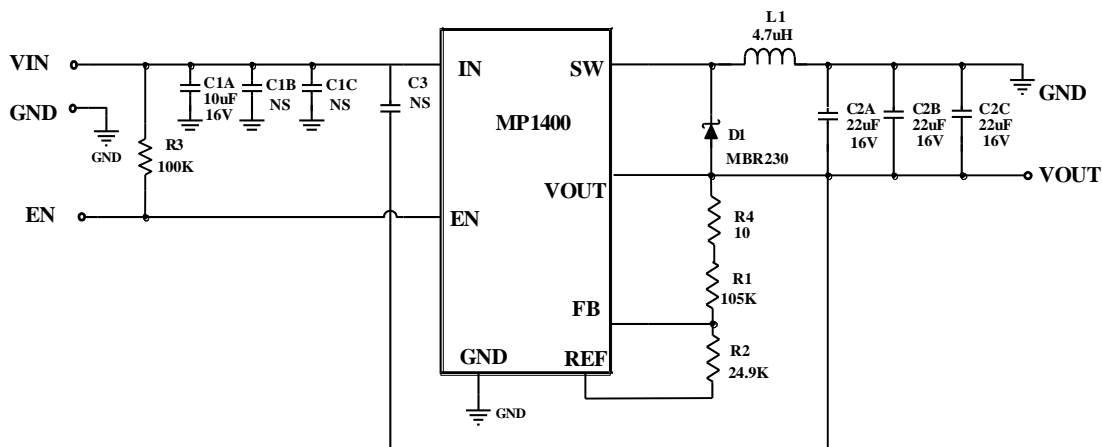 L1
4.7uH
VIN
IN
SW
C1A
10uF
16V
C1B
NS
C1C
NS
C3
NS
GND
GND
MP1400
GND
R3
100K
D1
MBR230
C2A
22uF
16V
C2B
22uF
16V
C2C
22uF
16V
VOUT
VOUT
EN
EN
R4
10
R1
105K
FB
R2
24.9K
GND
REF
GND